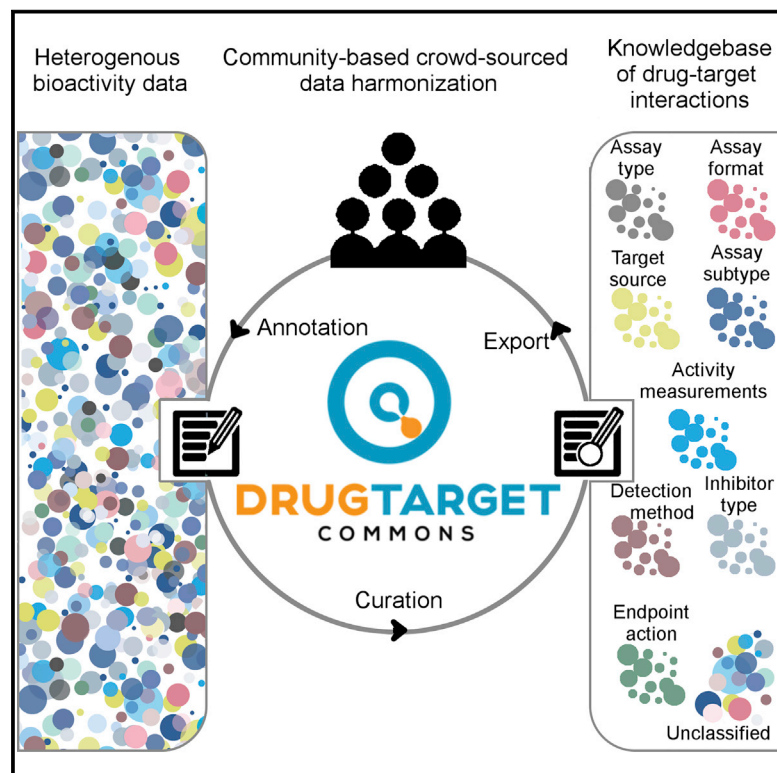 Heterogenous
bioactivity data
Community-based crowd-sourced
data harmonization
Knowledgebase
of drug-target
interactions
Annotation
Export
DRUGTARGET
COMMONS
Curation
Assay
type
Assay
format
Target
source
Assay
subtype
Activity
measurements
Detection
method
Inhibitor
type
Endpoint
action
Unclassified